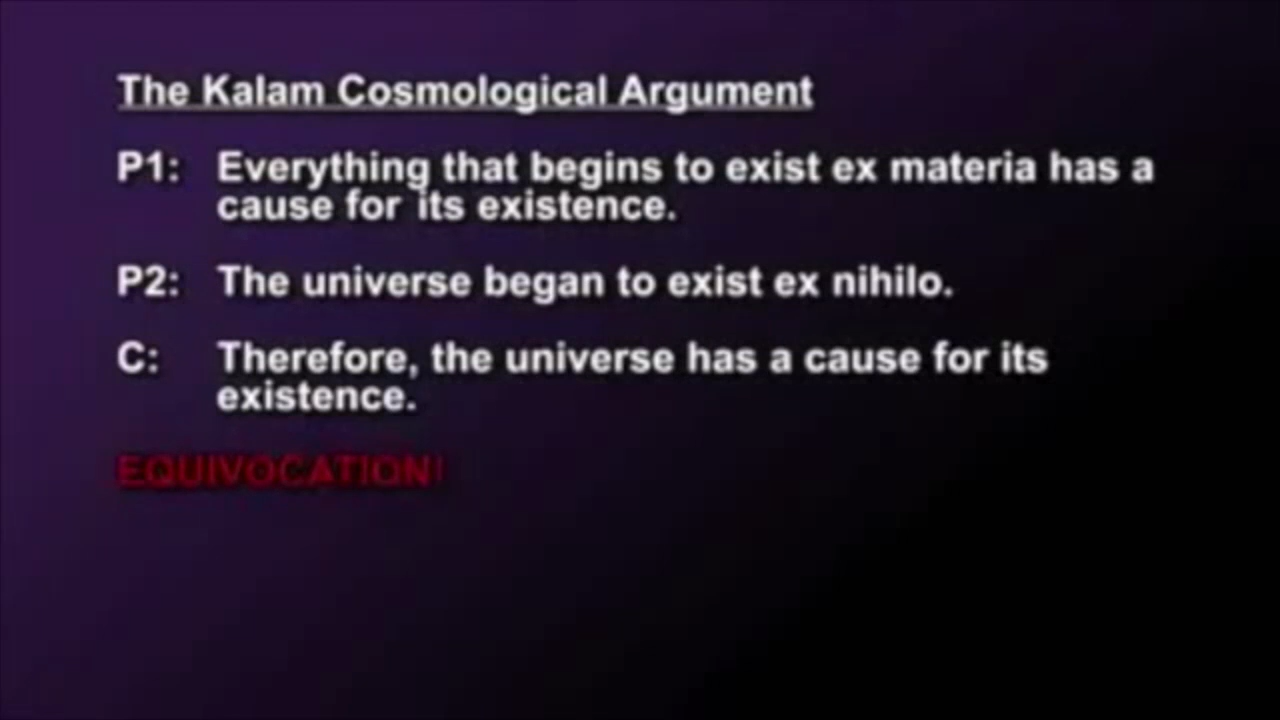 The Kalam Cosmological Argument
P1: Everything that begins to exist ex materia has a
cause for its existence.
P2: The universe began to exist ex nihilo.
C: Therefore, the universe has a cause for its
existence.
EQUIVOCATION!